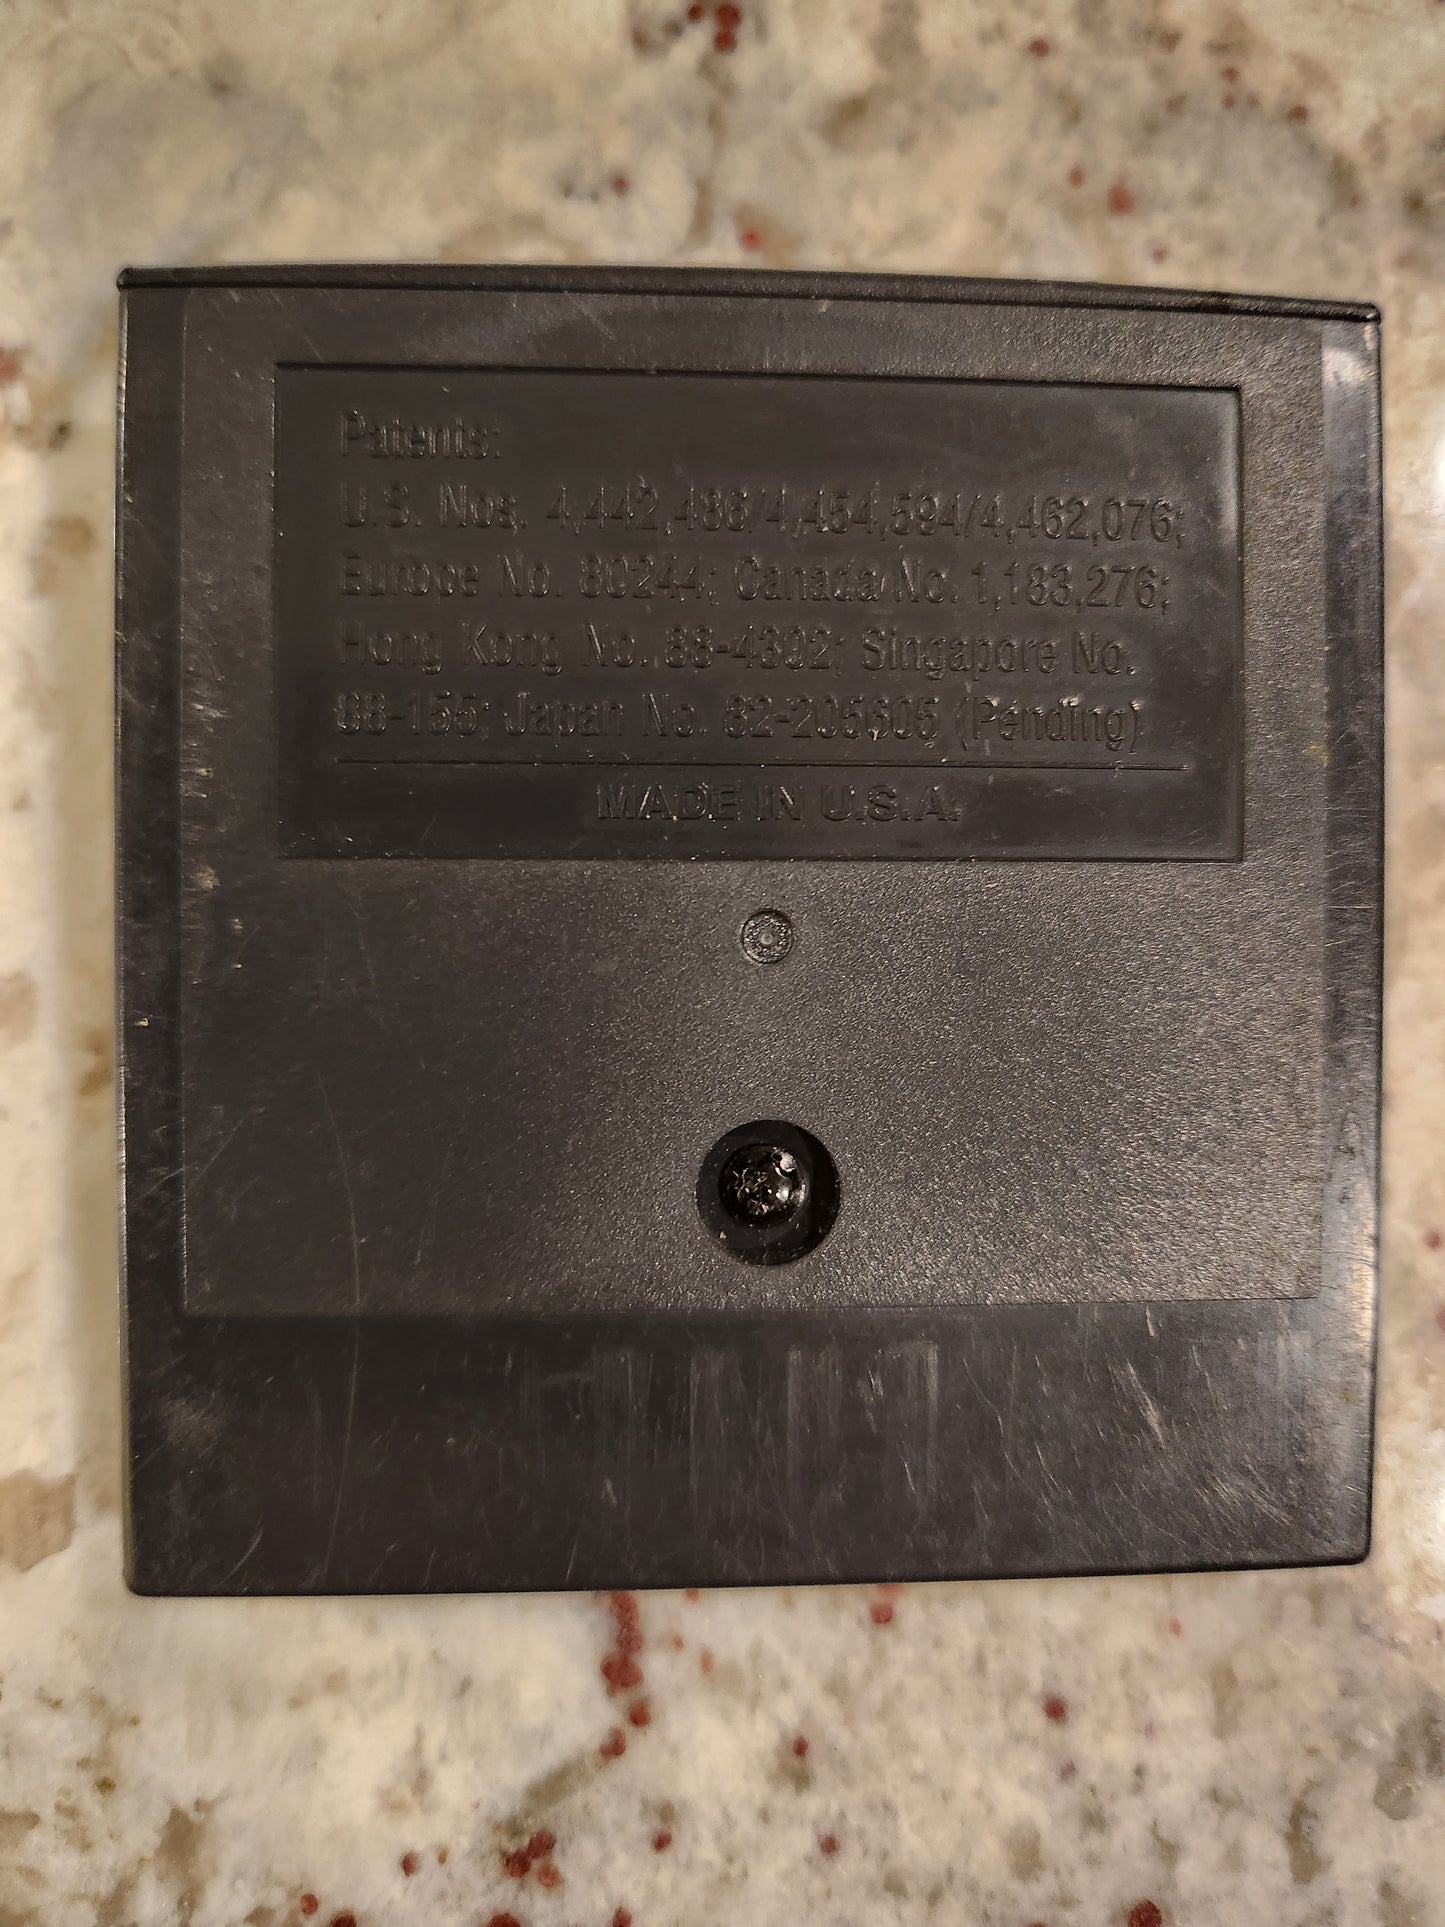 Patents:
U.S. Nos. 4,442,486/4,454,594/4,462,076;
Europe No. 80244; Canada No. 1,183,276;
Hong Kong No. 88-4302; Singapore No.
88-155; Japan No. 82-205605 (Pending)
MADE IN U.S.A.